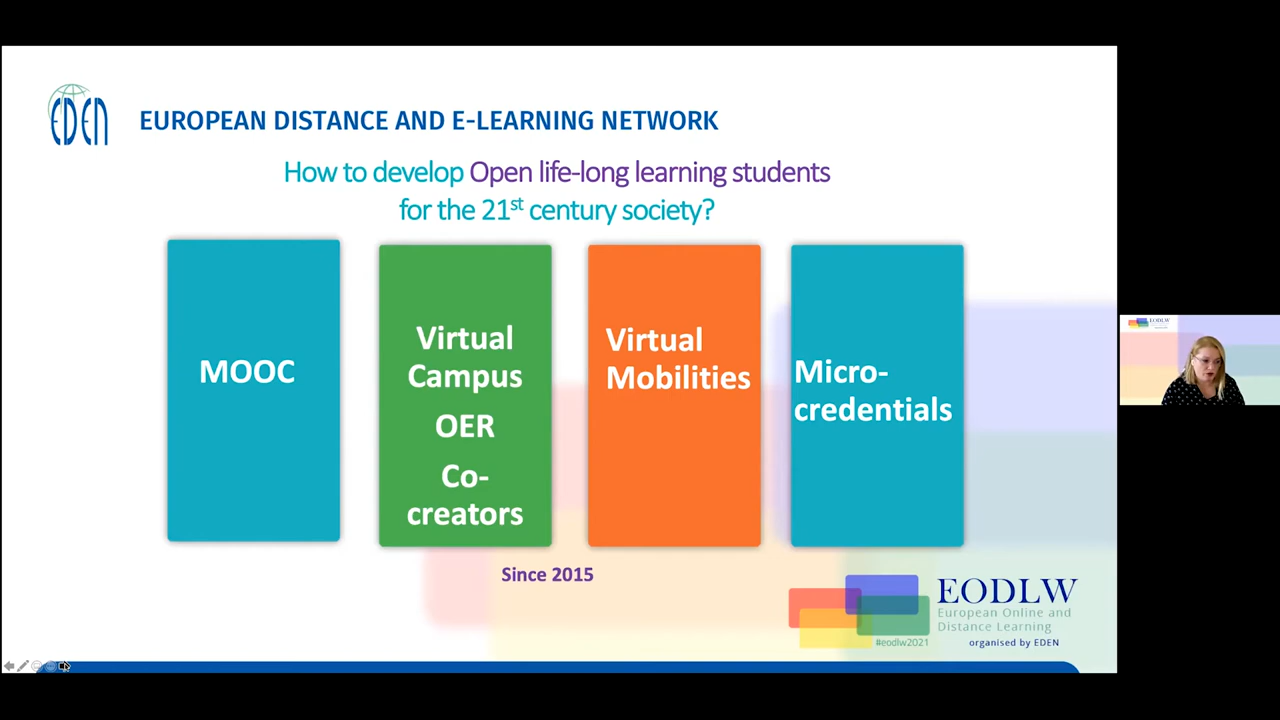 EDEN
EUROPEAN DISTANCE AND E-LEARNING NETWORK
How to develop Open life-long learning students
for the 21st century society?
MOOC
Virtual
Campus
OER
Co-
creators
Virtual
Mobilities
Micro-
credentials
Since 2015
EODLW
European Online and
Distance Learning
#eodlw2021
organised by EDEN
EODLW